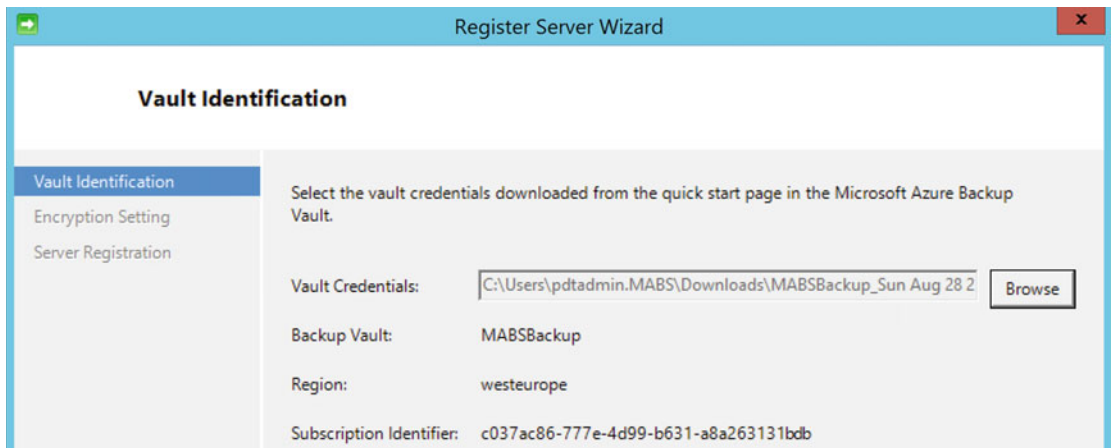 Register Server Wizard
x
Vault Identification
Vault Identification
Encryption Setting
Server Registration
Select the vault credentials downloaded from the quick start page in the Microsoft Azure Backup
Vault.
Vault Credentials: C:\Users\pdtadmin.MABS\Downloads\MABSBackup_Sun Aug 28 2 Browse
Backup Vault: MABSBackup
Region: westeurope
Subscription Identifier: c037ac86-777e-4d99-b631-a8a263131bdb